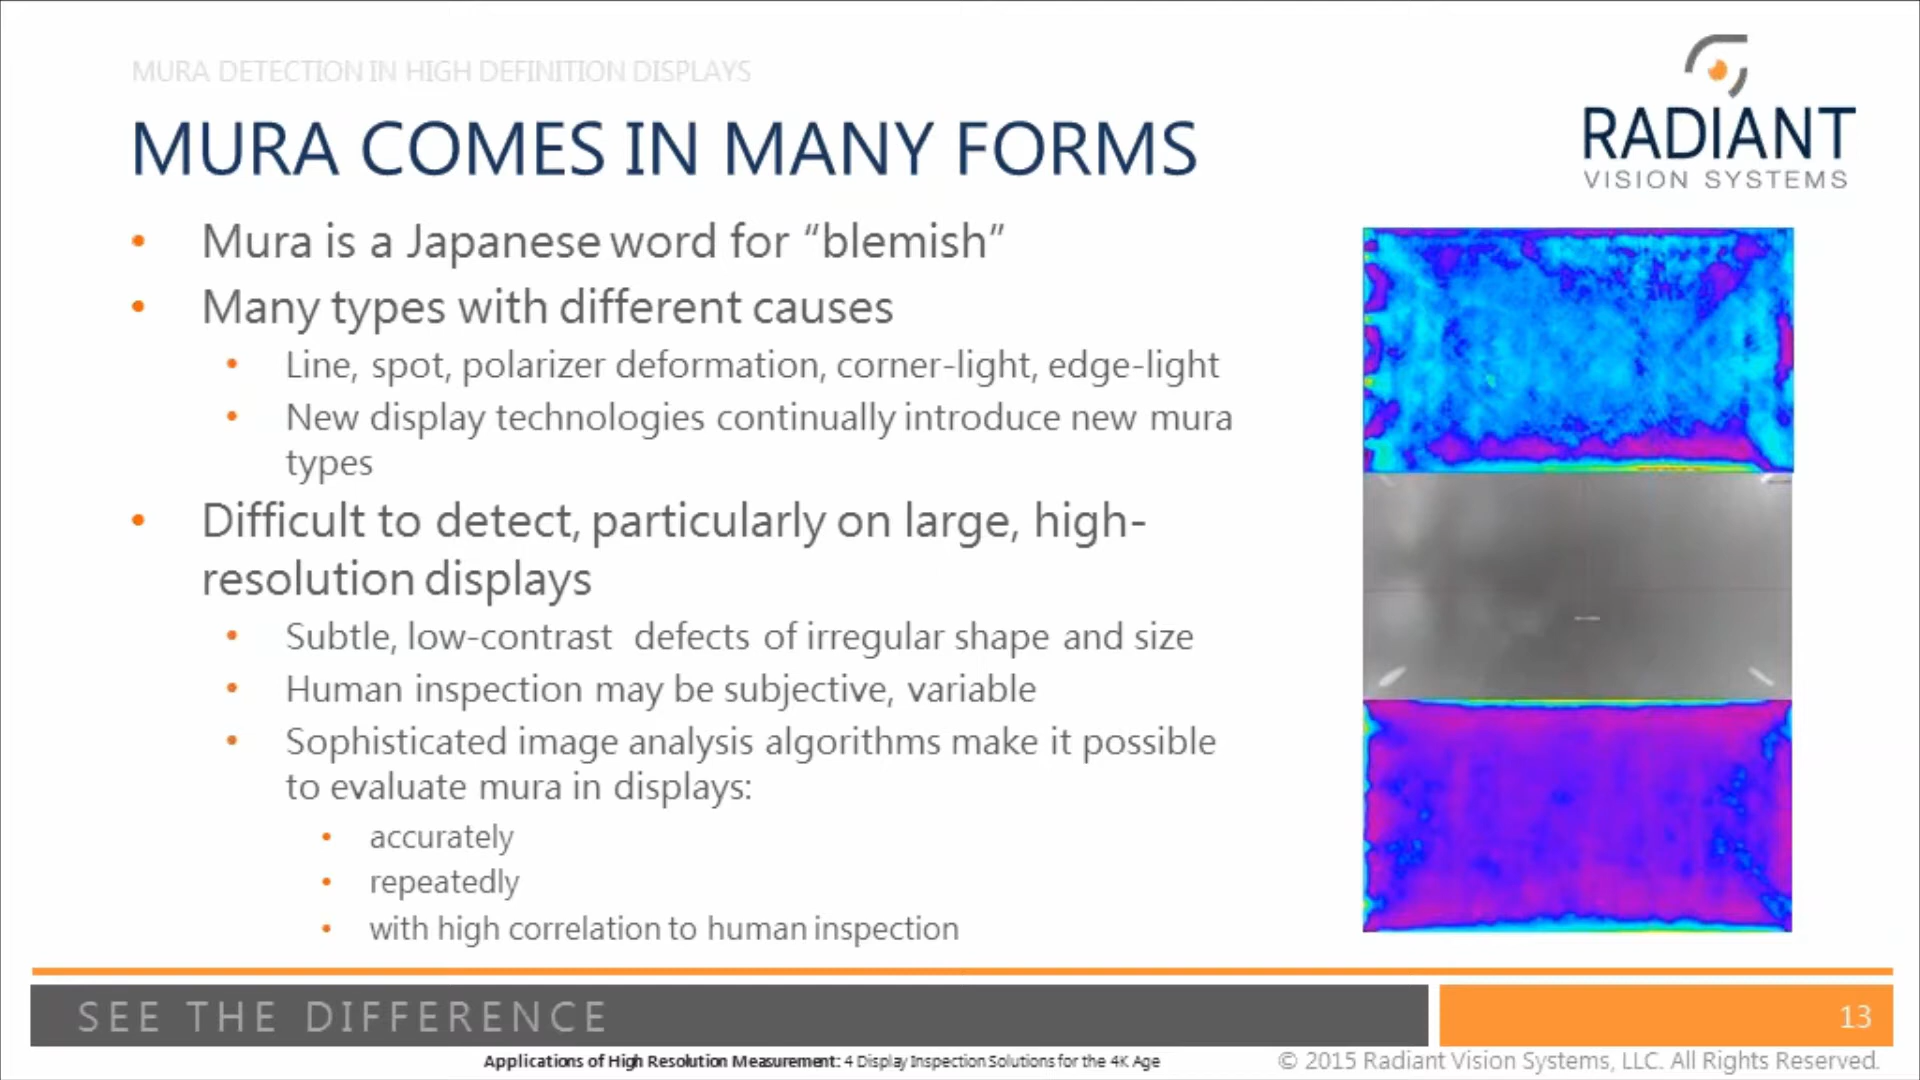 MURA DETECTION IN HIGH DEFINITION DISPLAYS
MURA COMES IN MANY FORMS
RADIANT
VISION SYSTEMS
• Mura is a Japanese word for “blemish”
• Many types with different causes
• Line, spot, polarizer deformation, corner-light, edge-light
• New display technologies continually introduce new mura
types
• Difficult to detect, particularly on large, high-
resolution displays
• Subtle, low-contrast defects of irregular shape and size
• Human inspection may be subjective, variable
• Sophisticated image analysis algorithms make it possible
to evaluate mura in displays:
• accurately
• repeatedly
• with high correlation to human inspection
SEE THE DIFFERENCE
13
Applications of High Resolution Measurement: 4 Display Inspection Solutions for the 4K Age
© 2015 Radiant Vision Systems, LLC. All Rights Reserved.